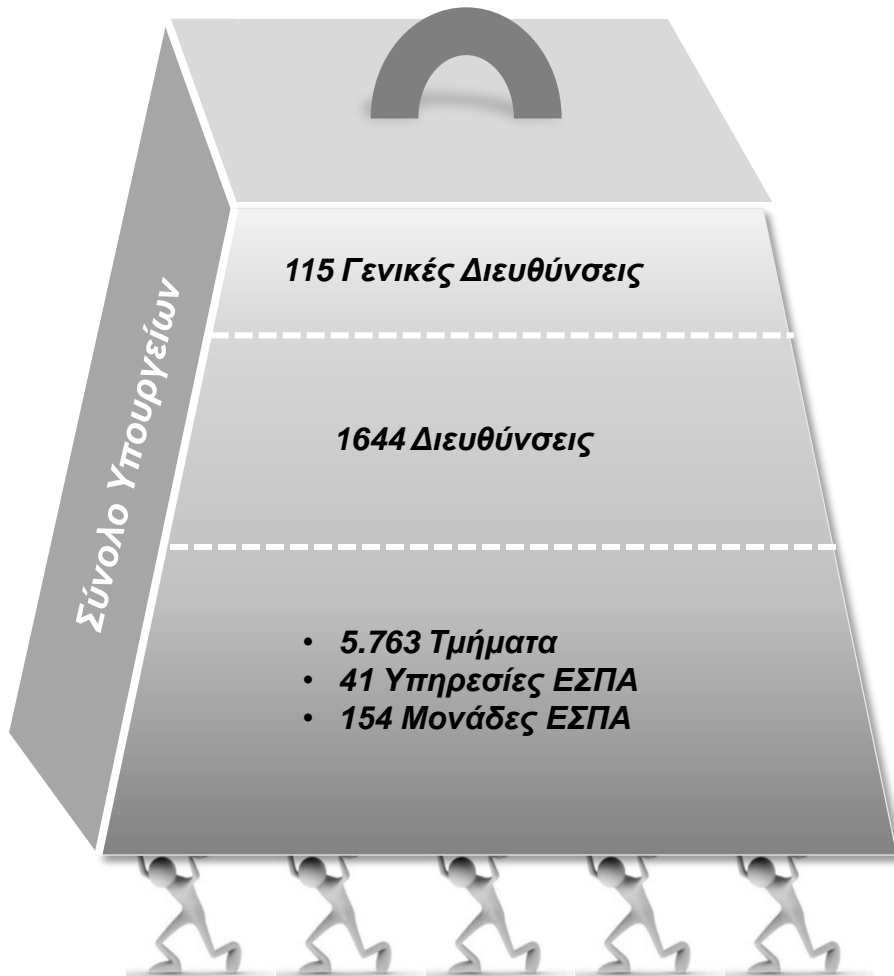 115 Γενικές Διευθύνσεις
Σύνολο Υπουργείων
1644 Διευθύνσεις
• 5.763 Τμήματα
• 41 Υπηρεσίες ΕΣΠΑ
• 154 Μονάδες ΕΣΠΑ